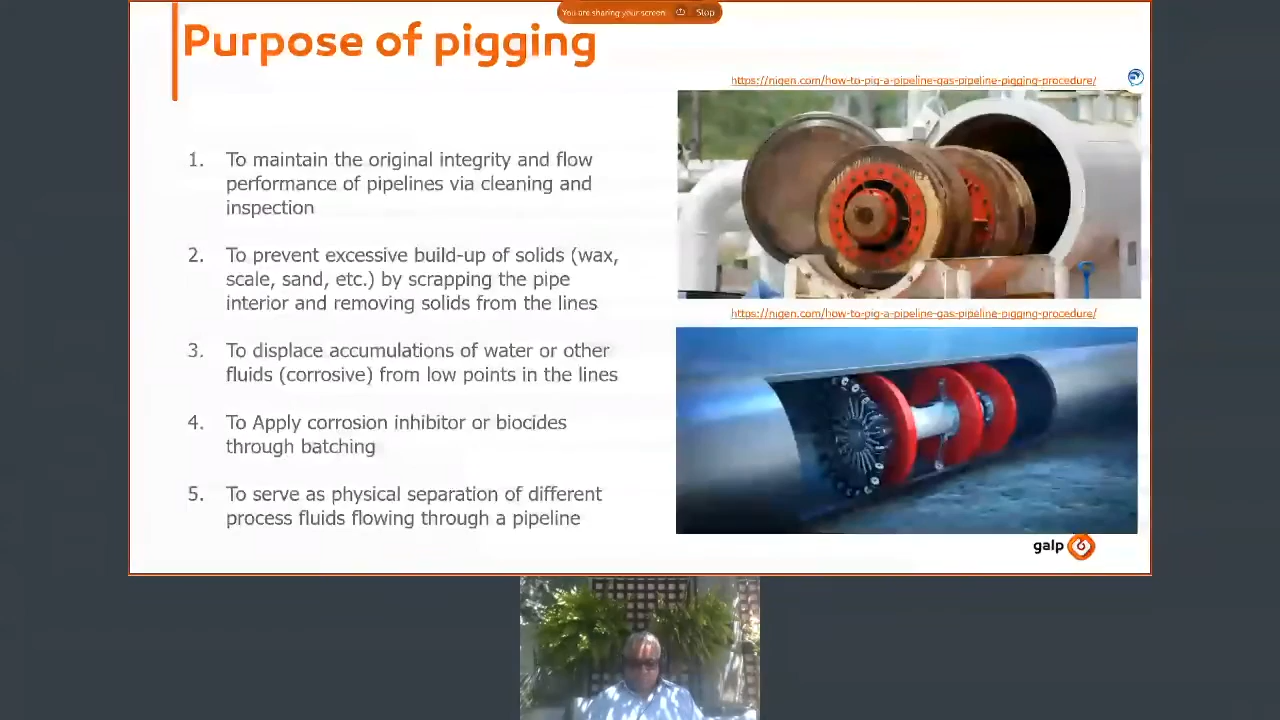 You are sharing your screen. Stop
Purpose of pigging
https://nigen.com/how-to-pig-a-pipeline-gas-pipeline-pigging-procedure/
1. To maintain the original integrity and flow
performance of pipelines via cleaning and
inspection
2. To prevent excessive build-up of solids (wax,
scale, sand, etc.) by scrapping the pipe
interior and removing solids from the lines
https://nigen.com/how-to-pig-a-pipeline-gas-pipeline-pigging-procedure/
3. To displace accumulations of water or other
fluids (corrosive) from low points in the lines
4. To Apply corrosion inhibitor or biocides
through batching
5. To serve as physical separation of different
process fluids flowing through a pipeline
galp